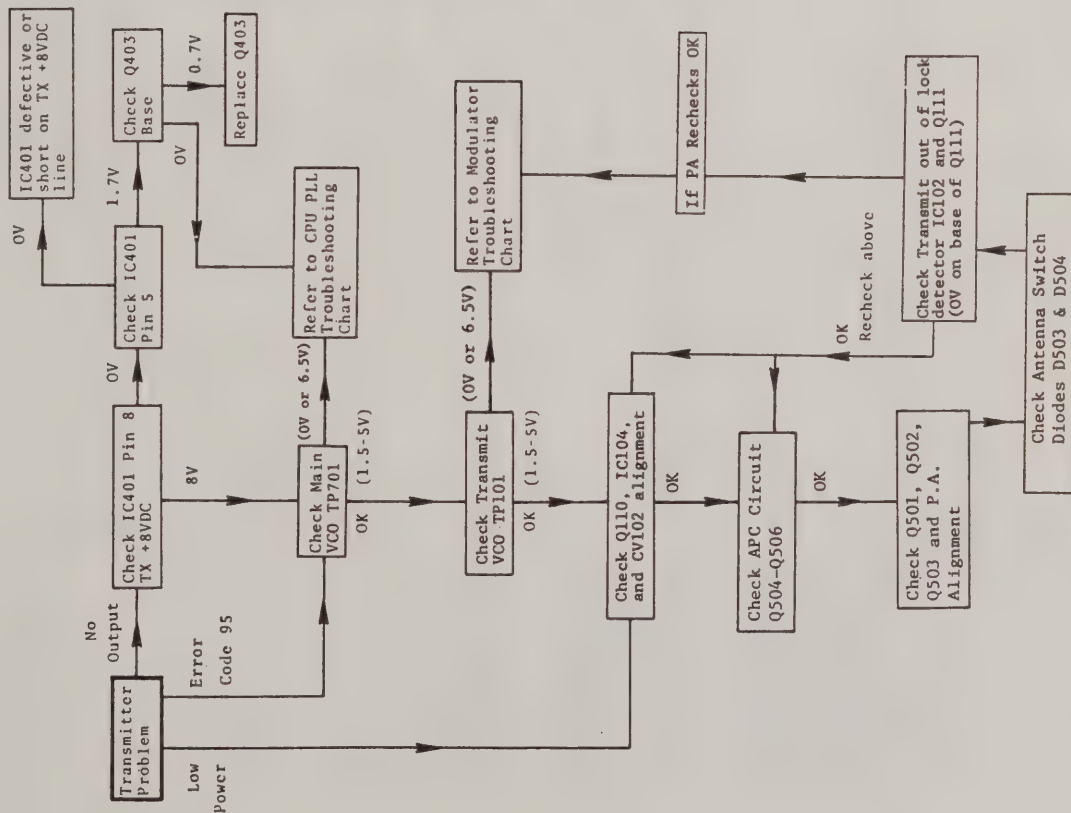 Transmitter
Problem
No
Output
Error
Code 95
Low
Power
Check IC401 Pin 8
TX +8VDC
0V
8V
Check IC401
Pin 5
0V
1.7V
IC401 defective or
short on TX +8VDC
line
Check Q403
Base
0V
0.7V
Replace Q403
Check Main
VCO TP701
(0V or 6.5V)
OK (1.5-5V)
Refer to CPU PLL
Troubleshooting
Chart
Check Transmit
VCO TP101
(0V or 6.5V)
OK (1.5-5V)
Refer to Modulator
Troubleshooting
Chart
Check Q110, IC104,
and CV102 alignment
OK
Check APC Circuit
Q504-Q506
OK
Check Q501, Q502,
Q503 and P.A.
Alignment
Check Antenna Switch
Diodes D503 & D504
Check Transmit out of lock
detector IC102 and Q111
(0V on base of Q111)
OK
Recheck above
If PA Rechecks OK